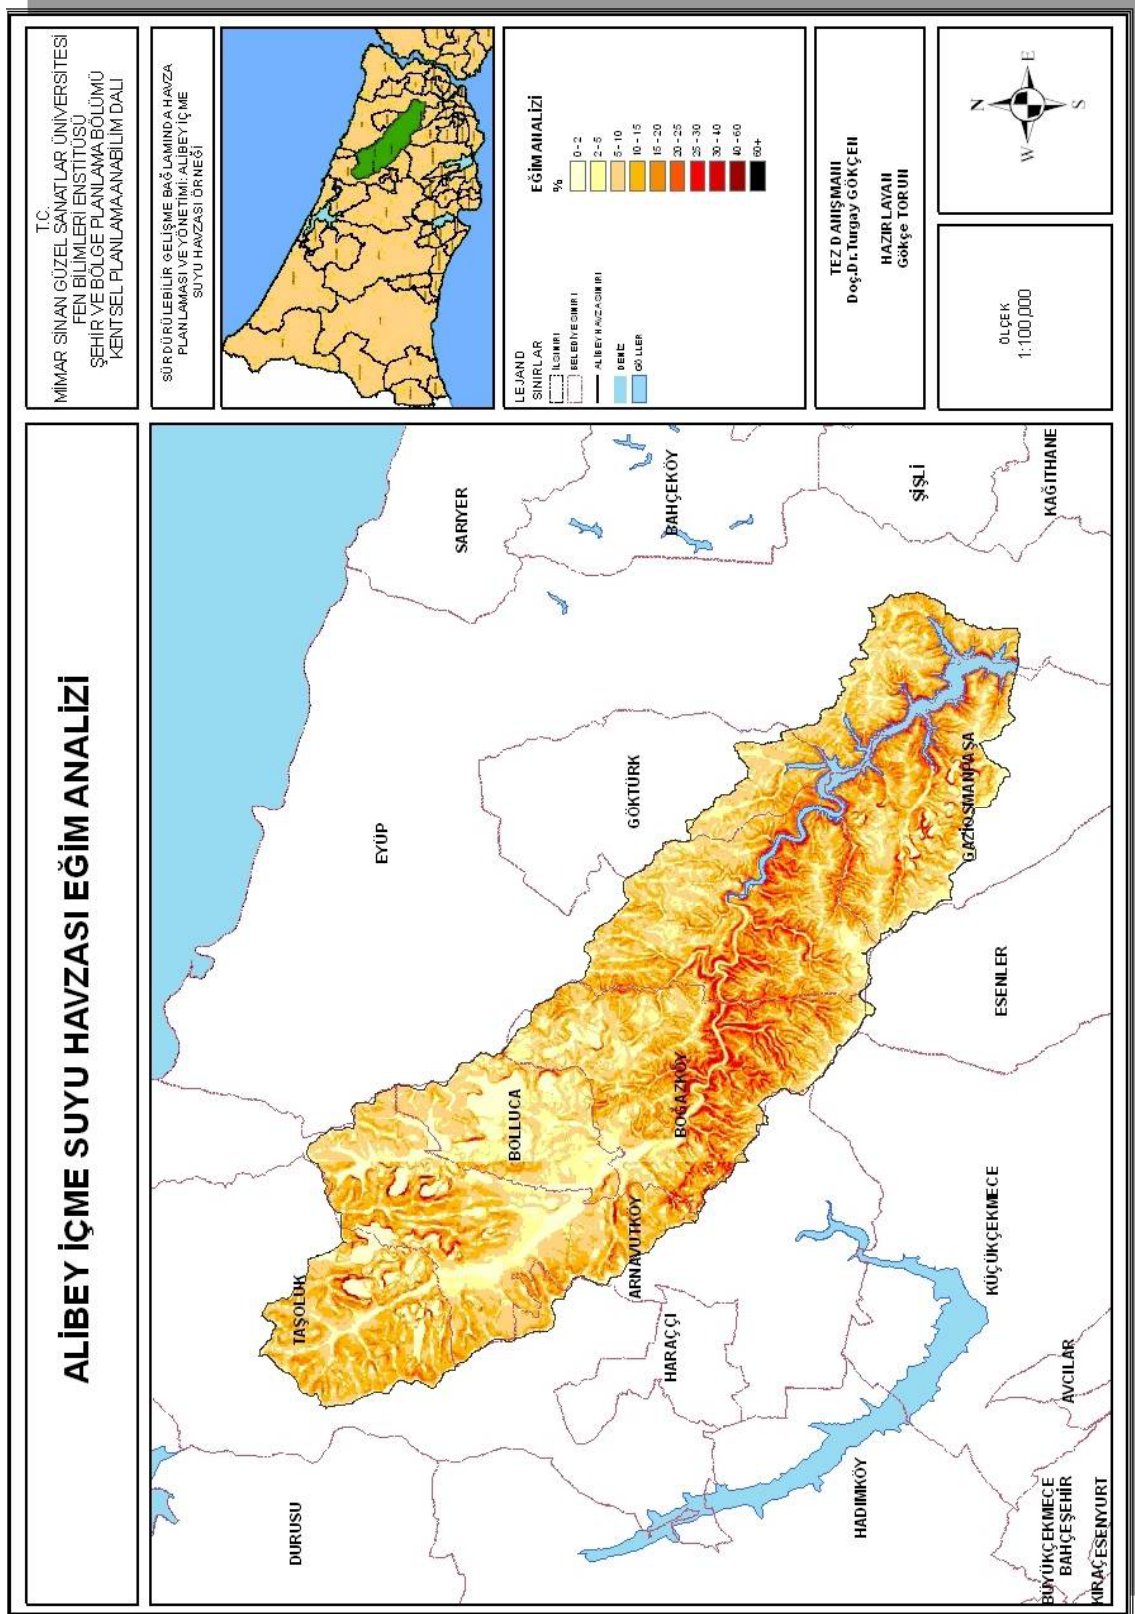 ALİBEY İÇME SUYU HAVZASI EĞİM ANALİZİ
T.C.
MİMAR SİNAN GÜZEL SANATLAR ÜNİVERSİTESİ
FEN BİLİMLERİ ENSTİTÜSÜ
ŞEHİR VE BÖLGE PLANLAMA BÖLÜMÜ
KENTSEL PLANLAMA ANABİLİM DALI
SÜRDÜRÜLEBİLİR GELİŞME BAĞLAMINDA HAVZA
PLANLAMASI VE YÖNETİMİ: ALİBEY İÇME
SUYU HAVZASI ÖRNEĞİ
LEJAND
SINIRLAR
İL SINIRI
BELEDİYE SINIRI
ALİBEY HAVZA SINIRI
DENİZ
GÖLLER
EĞİM ANALİZİ
%
0 - 2
2 - 5
5 - 10
10 - 15
15 - 20
20 - 25
25 - 30
30 - 40
40 - 60
60+
TEZ DANIŞMANI
Doç.Dr.Turgay GÖKÇEN
HAZIRLAYAN
Gökçe TORUN
ÖLÇEK
1:100,000
N
W
E
S
DURUSU
TAŞOLUK
EYÜP
SARIYER
BOLLUCA
GÖKTÜRK
BAHÇEKÖY
ARNAVUTKÖY
HARAÇÇI
BOĞAZKÖY
HADIMKÖY
ŞİŞLİ
KÜÇÜKÇEKMECE
ESENLER
GAZİOSMANPAŞA
KAĞITHANE
AVCILAR
BÜYÜKÇEKMECE
BAHÇEŞEHİR
KIRAÇ
ESENYURT